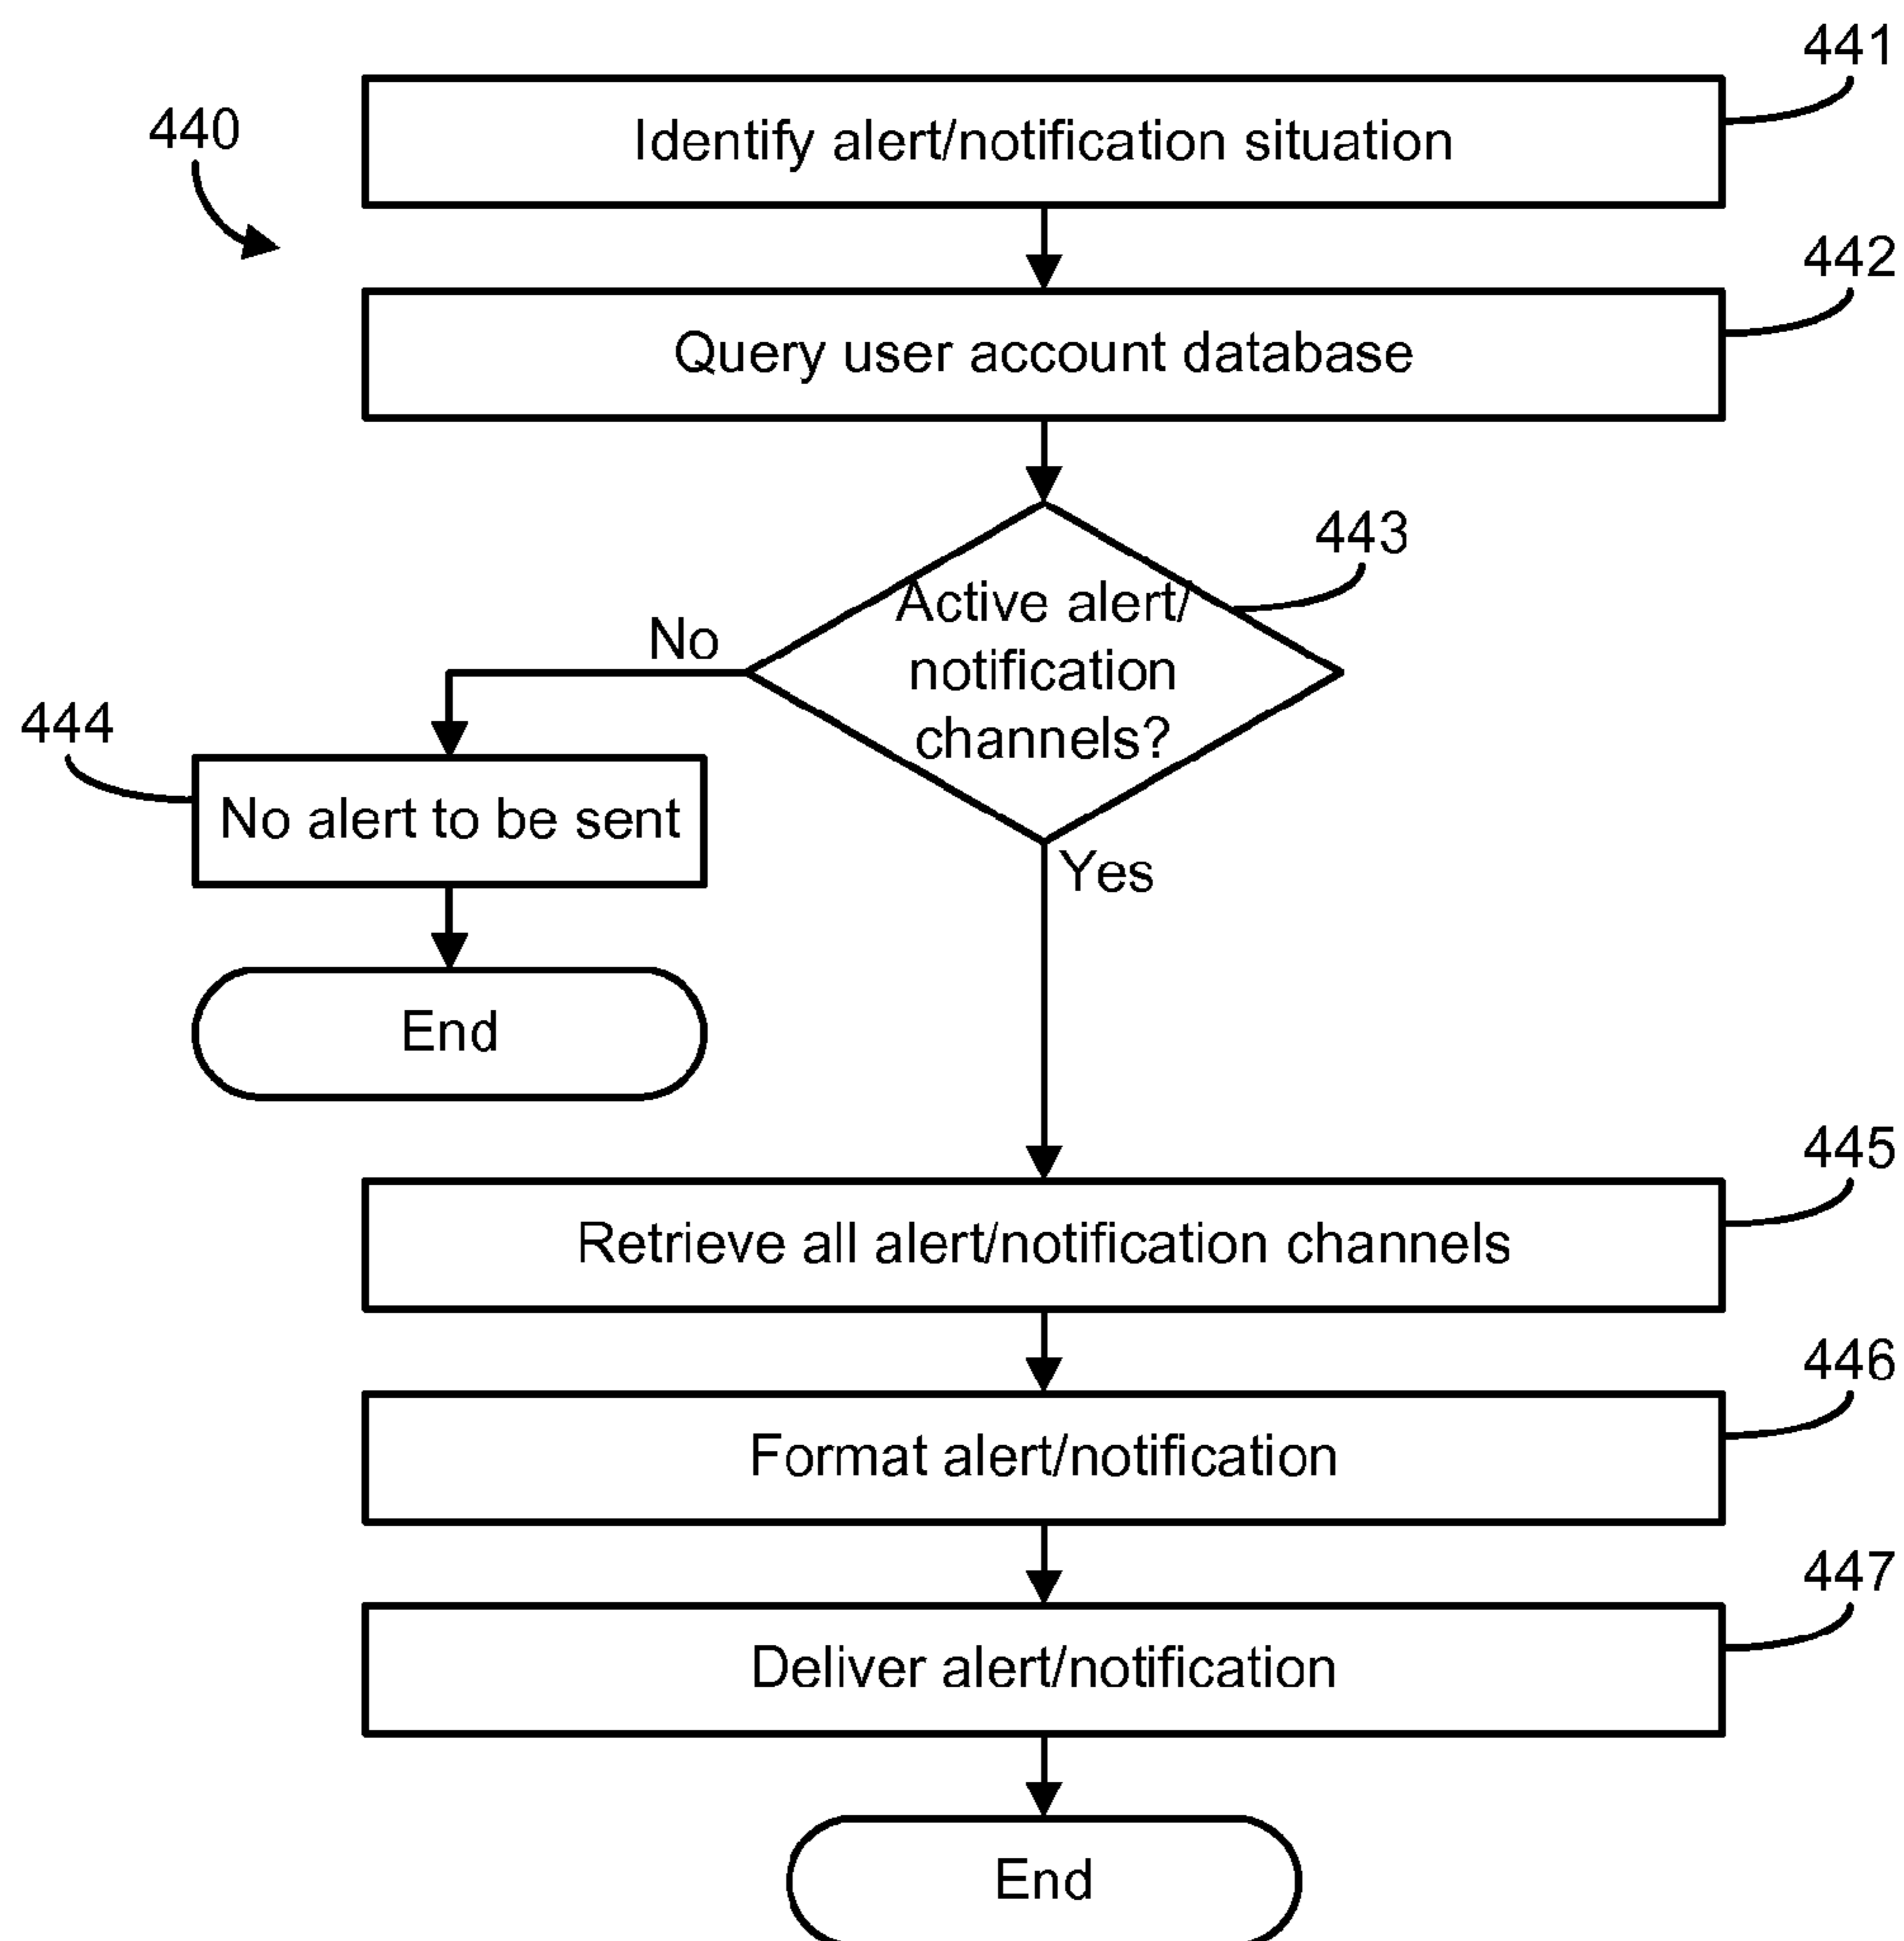 441
440
Identify alert/notification situation
442
Query user account database
443
Active alert/
notification
channels?
No
444
No alert to be sent
Yes
End
445
Retrieve all alert/notification channels
446
Format alert/notification
447
Deliver alert/notification
End